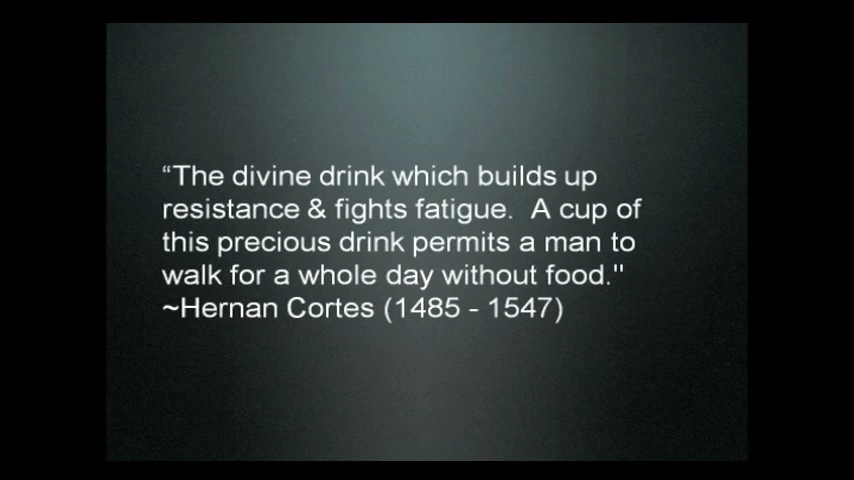 “The divine drink which builds up
resistance & fights fatigue.  A cup of
this precious drink permits a man to
walk for a whole day without food."
~Hernan Cortes (1485 - 1547)